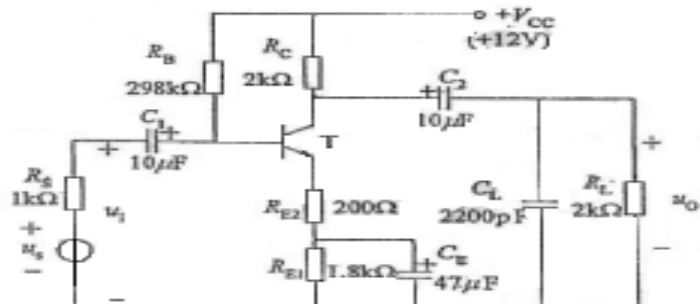 +V_CC
(+12V)
R_B
298kΩ
R_C
2kΩ
C_1
10μF
C_2
10μF
T
R_S
1kΩ
u_i
u_s
R_E2
200Ω
R_E1
1.8kΩ
C_E
47μF
C_L
2200pF
R_L
2kΩ
u_o